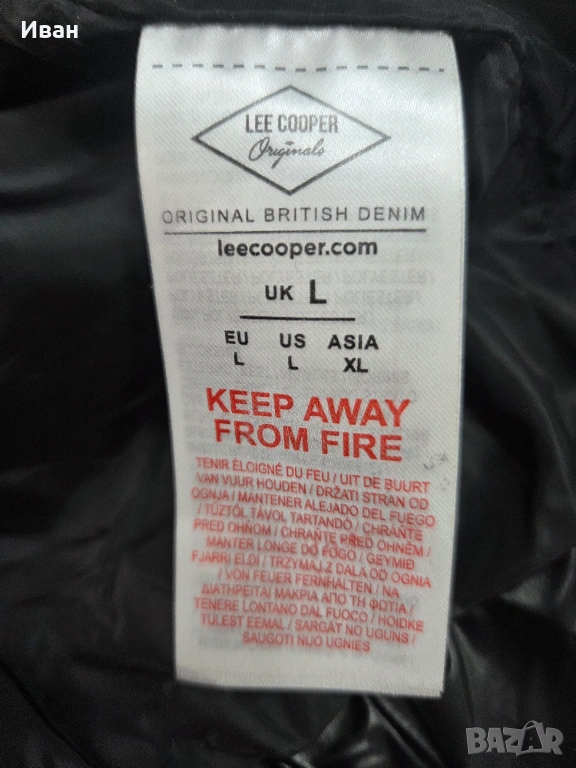 Иван
LEE COOPER
Originals
ORIGINAL BRITISH DENIM
leecooper.com
UK L
EU US ASIA
L L XL
KEEP AWAY
FROM FIRE
TENIR ÉLOIGNÉ DU FEU / UIT DE BUURT
VAN VUUR HOUDEN / DRŽATI STRAN OD
OGNJA / MANTENER ALEJADO DEL FUEGO
/ TŰZTŐL TÁVOL TARTANDÓ / CHRÁŇTE
PRED OHŇOM / CHRAŇTE PŘED OHNĚM /
MANTER LONGE DO FOGO / GEYMIÐ
FJARRI ELDI / TRZYMAJ Z DALA OD OGNIA
/ VON FEUER FERNHALTEN / ΝΑ
ΔΙΑΤΗΡΕΙΤΑΙ ΜΑΚΡΙΑ ΑΠΟ ΤΗ ΦΩΤΙΑ /
TENERE LONTANO DAL FUOCO / HOIDKE
TULEST EEMAL / SARGĀT NO UGUNS /
SAUGOTI NUO UGNIES
BAZAR